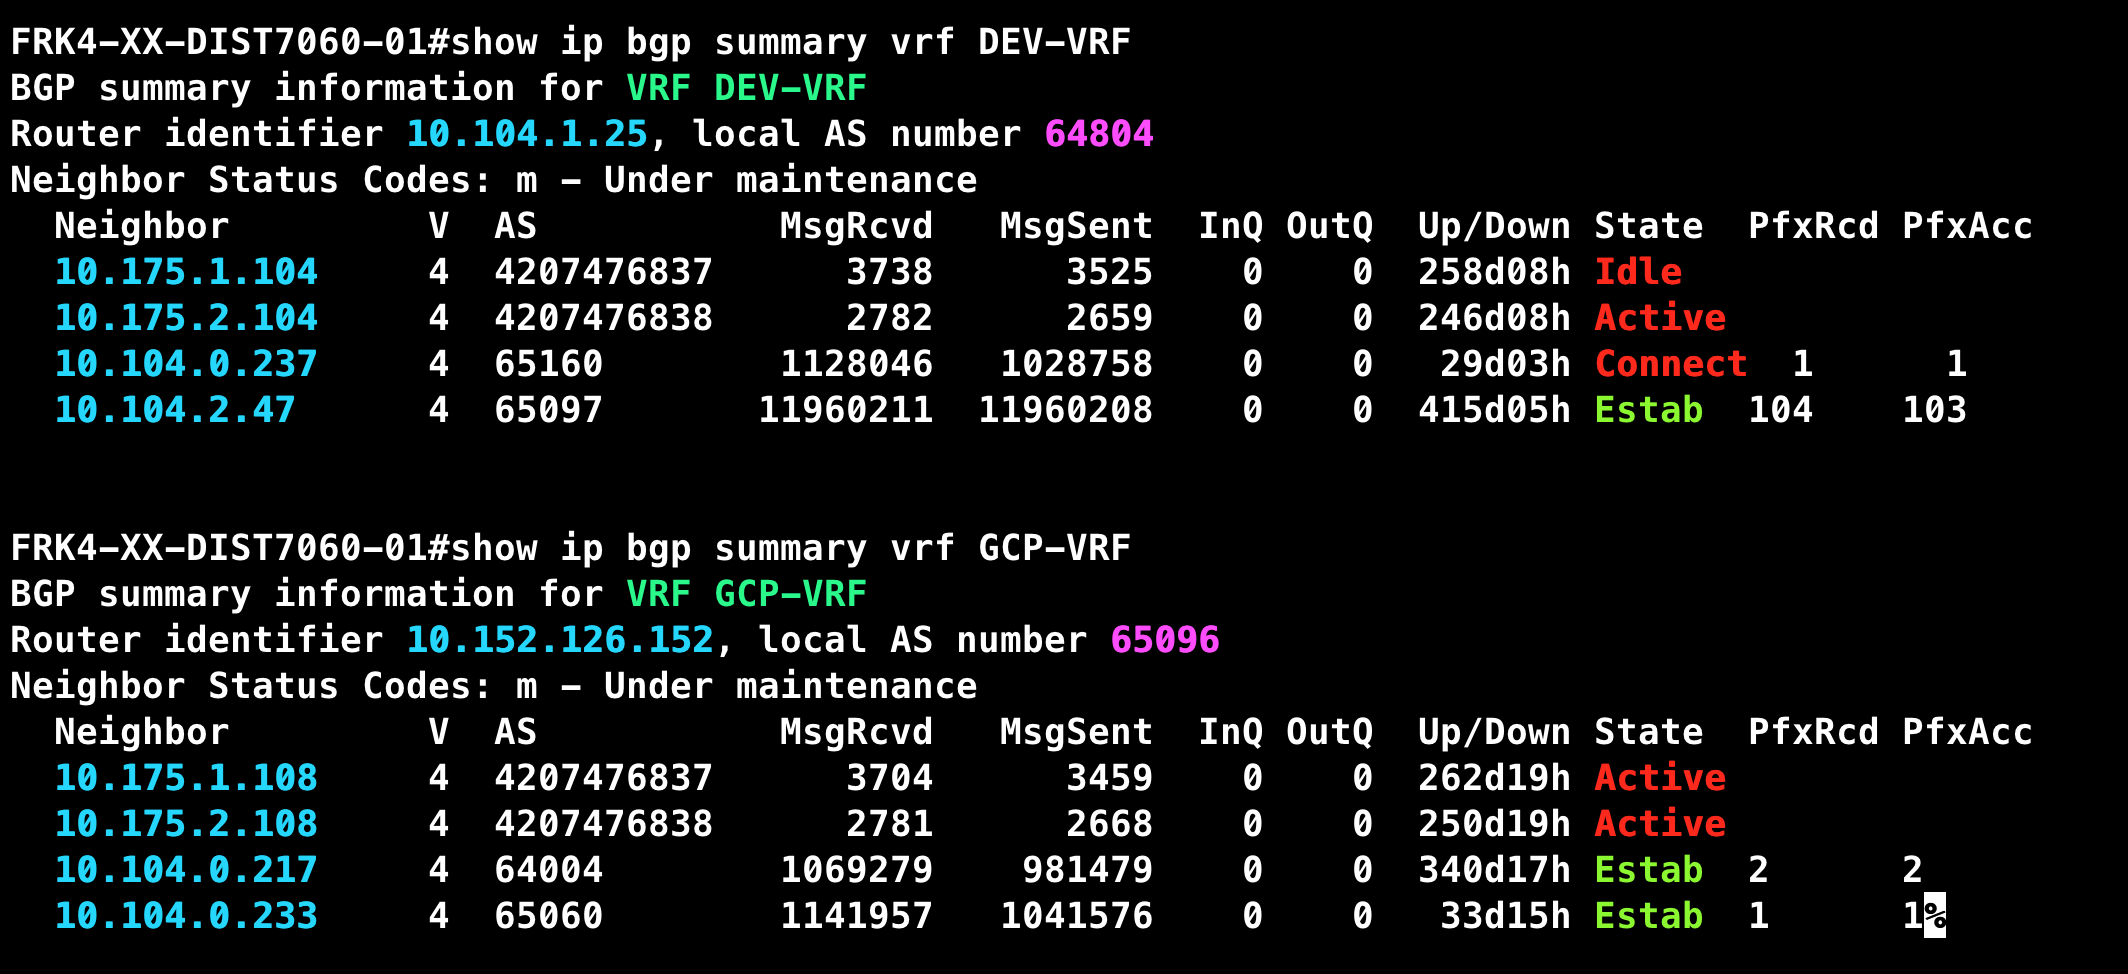 FRK4-XX-DIST7060-01#show ip bgp summary vrf DEV-VRF
BGP summary information for VRF DEV-VRF
Router identifier 10.104.1.25, local AS number 64804
Neighbor Status Codes: m - Under maintenance
  Neighbor         V  AS           MsgRcvd   MsgSent  InQ OutQ  Up/Down State  PfxRcd PfxAcc
  10.175.1.104     4  4207476837      3738      3525    0    0  258d08h Idle
  10.175.2.104     4  4207476838      2782      2659    0    0  246d08h Active
  10.104.0.237     4  65160        1128046   1028758    0    0   29d03h Connect  1      1
  10.104.2.47      4  65097       11960211  11960208    0    0  415d05h Estab  104    103
FRK4-XX-DIST7060-01#show ip bgp summary vrf GCP-VRF
BGP summary information for VRF GCP-VRF
Router identifier 10.152.126.152, local AS number 65096
Neighbor Status Codes: m - Under maintenance
  Neighbor         V  AS           MsgRcvd   MsgSent  InQ OutQ  Up/Down State  PfxRcd PfxAcc
  10.175.1.108     4  4207476837      3704      3459    0    0  262d19h Active
  10.175.2.108     4  4207476838      2781      2668    0    0  250d19h Active
  10.104.0.217     4  64004        1069279    981479    0    0  340d17h Estab  2      2
  10.104.0.233     4  65060        1141957   1041576    0    0   33d15h Estab  1      1%